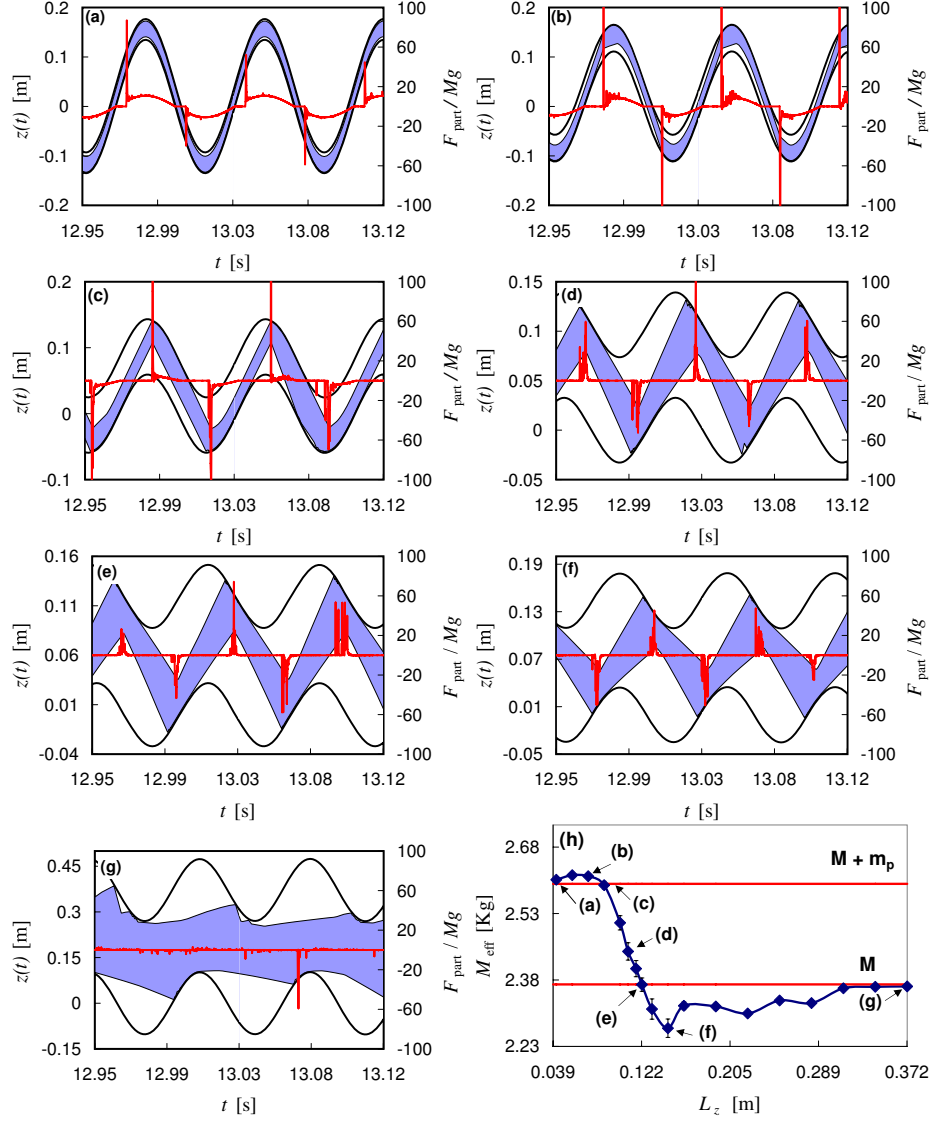 (a)
0.2
0.1
0
-0.1
-0.2
z(t) [m]
100
60
20
-20
-60
-100
F part / Mg
12.95 12.99 13.03 13.08 13.12
t [s]
(b)
0.2
0.1
0
-0.1
-0.2
z(t) [m]
100
60
20
-20
-60
-100
F part / Mg
12.95 12.99 13.03 13.08 13.12
t [s]
(c)
0.2
0.1
0
-0.1
z(t) [m]
100
60
20
-20
-60
-100
F part / Mg
12.95 12.99 13.03 13.08 13.12
t [s]
(d)
0.15
0.1
0.05
0
-0.05
z(t) [m]
100
60
20
-20
-60
-100
F part / Mg
12.95 12.99 13.03 13.08 13.12
t [s]
(e)
0.16
0.11
0.06
0.01
-0.04
z(t) [m]
100
60
20
-20
-60
-100
F part / Mg
12.95 12.99 13.03 13.08 13.12
t [s]
(f)
0.19
0.13
0.07
0.01
-0.05
z(t) [m]
100
60
20
-20
-60
-100
F part / Mg
12.95 12.99 13.03 13.08 13.12
t [s]
(g)
0.45
0.3
0.15
0
-0.15
z(t) [m]
100
60
20
-20
-60
-100
F part / Mg
12.95 12.99 13.03 13.08 13.12
t [s]
(h)
2.68
2.53
2.38
2.23
M eff [Kg]
(b)
M + mp
(a)
(c)
(d)
M
(e)
(f)
(g)
0.039 0.122 0.205 0.289 0.372
L z [m]